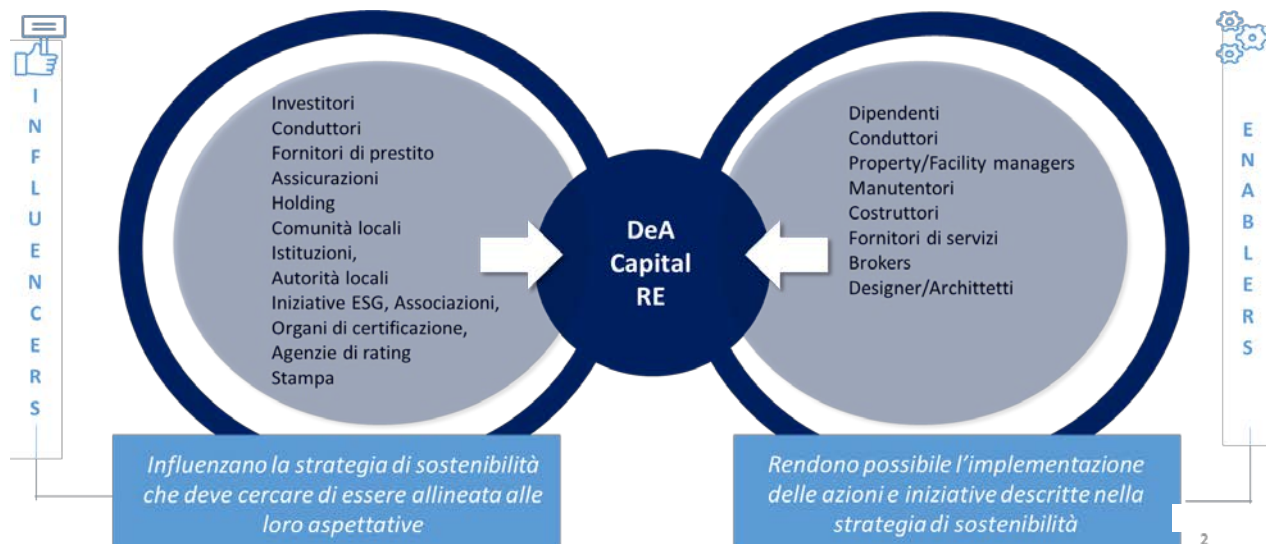 INFLUENCERS
Investitori
Conduttori
Fornitori di prestito
Assicurazioni
Holding
Comunità locali
Istituzioni,
Autorità locali
Iniziative ESG, Associazioni,
Organi di certificazione,
Agenzie di rating
Stampa
DeA
Capital
RE
Dipendenti
Conduttori
Property/Facility managers
Manutentori
Costruttori
Fornitori di servizi
Brokers
Designer/Archittetti
ENABLERS
Influenzano la strategia di sostenibilità
che deve cercare di essere allineata alle
loro aspettative
Rendono possibile l'implementazione
delle azioni e iniziative descritte nella
strategia di sostenibilità
2